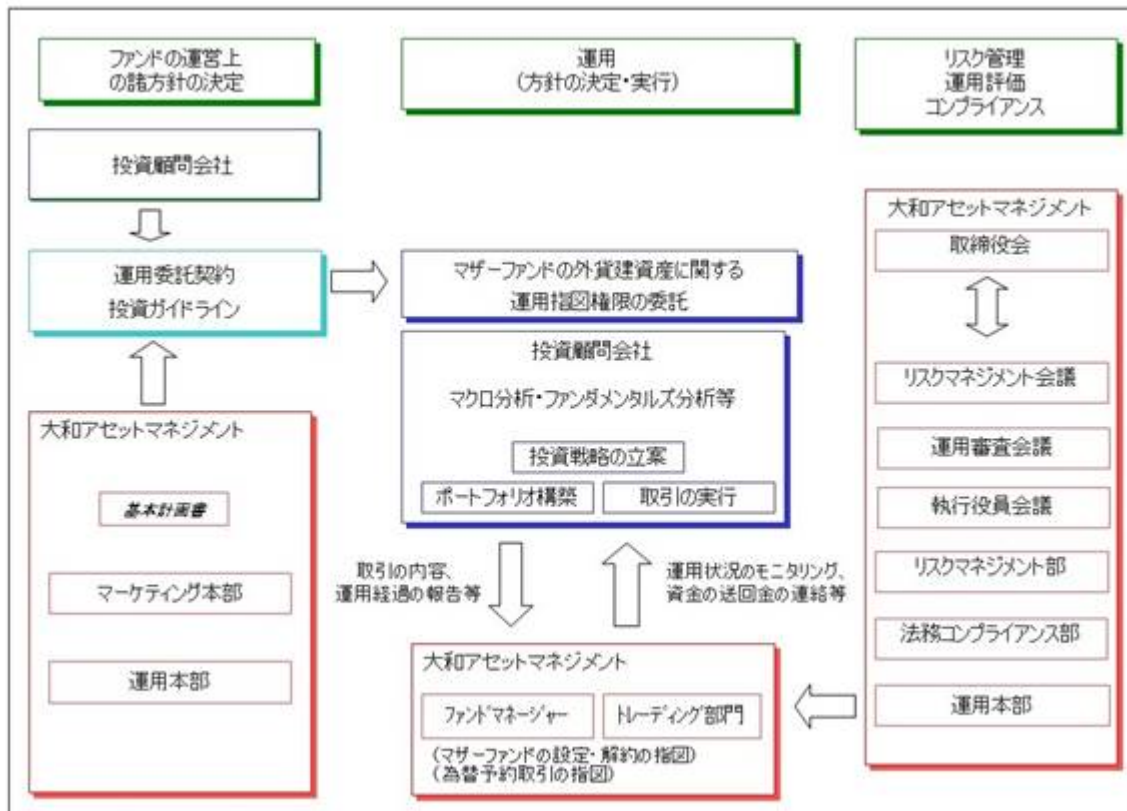 ファンドの運営上
の諸方針の決定
運用
(方針の決定・実行)
リスク管理
運用評価
コンプライアンス
投資顧問会社
運用委託契約
投資ガイドライン
大和アセットマネジメント
基本計画書
マーケティング本部
運用本部
マザーファンドの外貨建資産に関する
運用指図権限の委託
投資顧問会社
マクロ分析・ファンダメンタルズ分析等
投資戦略の立案
ポートフォリオ構築
取引の実行
取引の内容、
運用経過の報告等
運用状況のモニタリング、
資金の送回金の連絡等
大和アセットマネジメント
ファンドマネージャー
トレーディング部門
(マザーファンドの設定・解約の指図)
(為替予約取引の指図)
大和アセットマネジメント
取締役会
リスクマネジメント会議
運用審査会議
執行役員会議
リスクマネジメント部
法務コンプライアンス部
運用本部